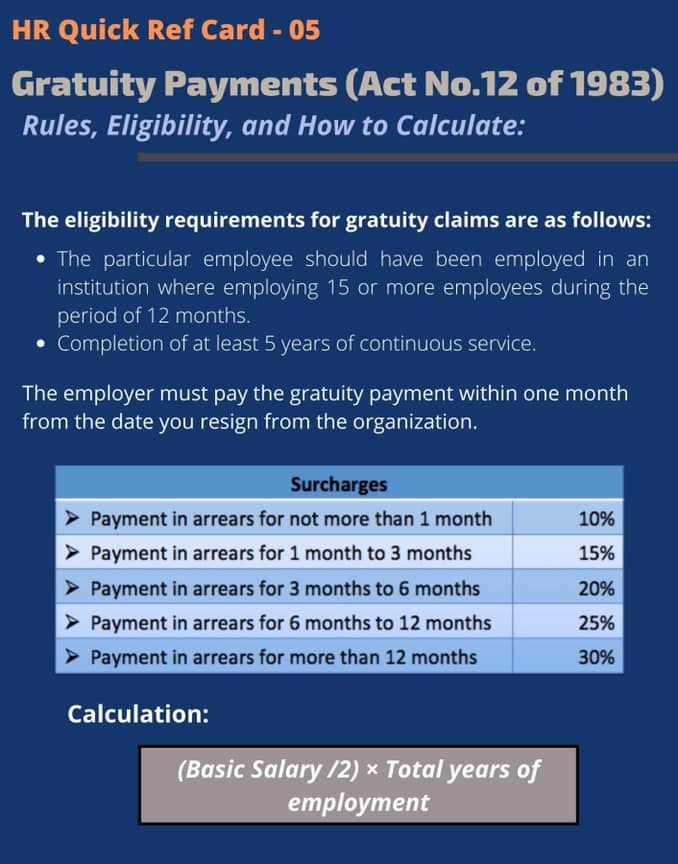 HR Quick Ref Card - 05
Gratuity Payments (Act No.12 of 1983)
Rules, Eligibility, and How to Calculate:
The eligibility requirements for gratuity claims are as follows:
• The particular employee should have been employed in an
institution where employing 15 or more employees during the
period of 12 months.
• Completion of at least 5 years of continuous service.
The employer must pay the gratuity payment within one month
from the date you resign from the organization.
Surcharges
➢ Payment in arrears for not more than 1 month 10%
➢ Payment in arrears for 1 month to 3 months 15%
➢ Payment in arrears for 3 months to 6 months 20%
➢ Payment in arrears for 6 months to 12 months 25%
➢ Payment in arrears for more than 12 months 30%
Calculation:
(Basic Salary /2) × Total years of
employment